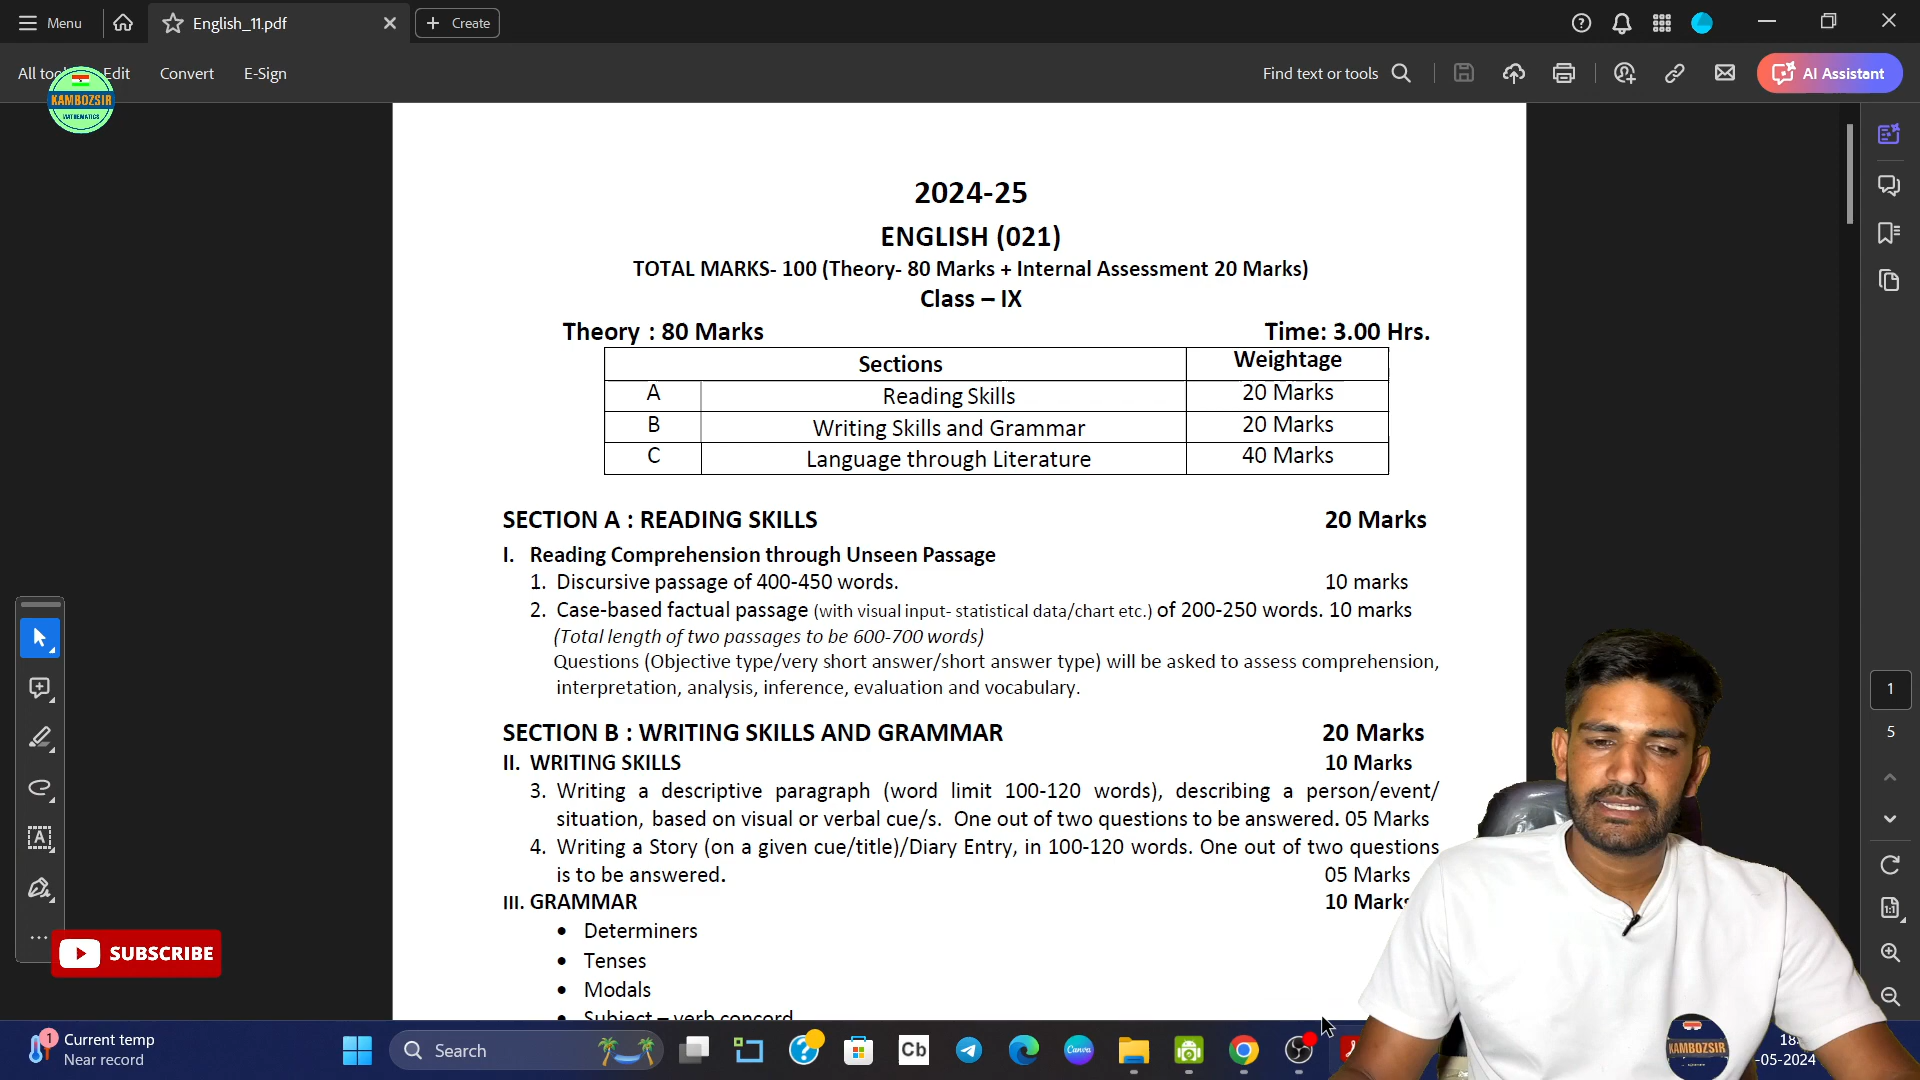 Menu
English_11.pdf
Create
Edit
Convert
E-Sign
Find text or tools
AI Assistant
KAMBOZSIR
MATHEMATICS
2024-25
ENGLISH (021)
TOTAL MARKS- 100 (Theory- 80 Marks + Internal Assessment 20 Marks)
Class – IX
Theory : 80 Marks Time: 3.00 Hrs.
Sections Weightage
A Reading Skills 20 Marks
B Writing Skills and Grammar 20 Marks
C Language through Literature 40 Marks
SECTION A : READING SKILLS 20 Marks
I. Reading Comprehension through Unseen Passage
1. Discursive passage of 400-450 words. 10 marks
2. Case-based factual passage (with visual input- statistical data/chart etc.) of 200-250 words. 10 marks
(Total length of two passages to be 600-700 words)
Questions (Objective type/very short answer/short answer type) will be asked to assess comprehension,
interpretation, analysis, inference, evaluation and vocabulary.
SECTION B : WRITING SKILLS AND GRAMMAR 20 Marks
II. WRITING SKILLS 10 Marks
3. Writing a descriptive paragraph (word limit 100-120 words), describing a person/event/
situation, based on visual or verbal cue/s. One out of two questions to be answered. 05 Marks
4. Writing a Story (on a given cue/title)/Diary Entry, in 100-120 words. One out of two questions
is to be answered. 05 Marks
III. GRAMMAR 10 Marks
• Determiners
• Tenses
• Modals
• Subject – verb concord
1
5
SUBSCRIBE
1
Current temp
Near record
Search
Cb
Canva
KAMBOZSIR
-05-2024